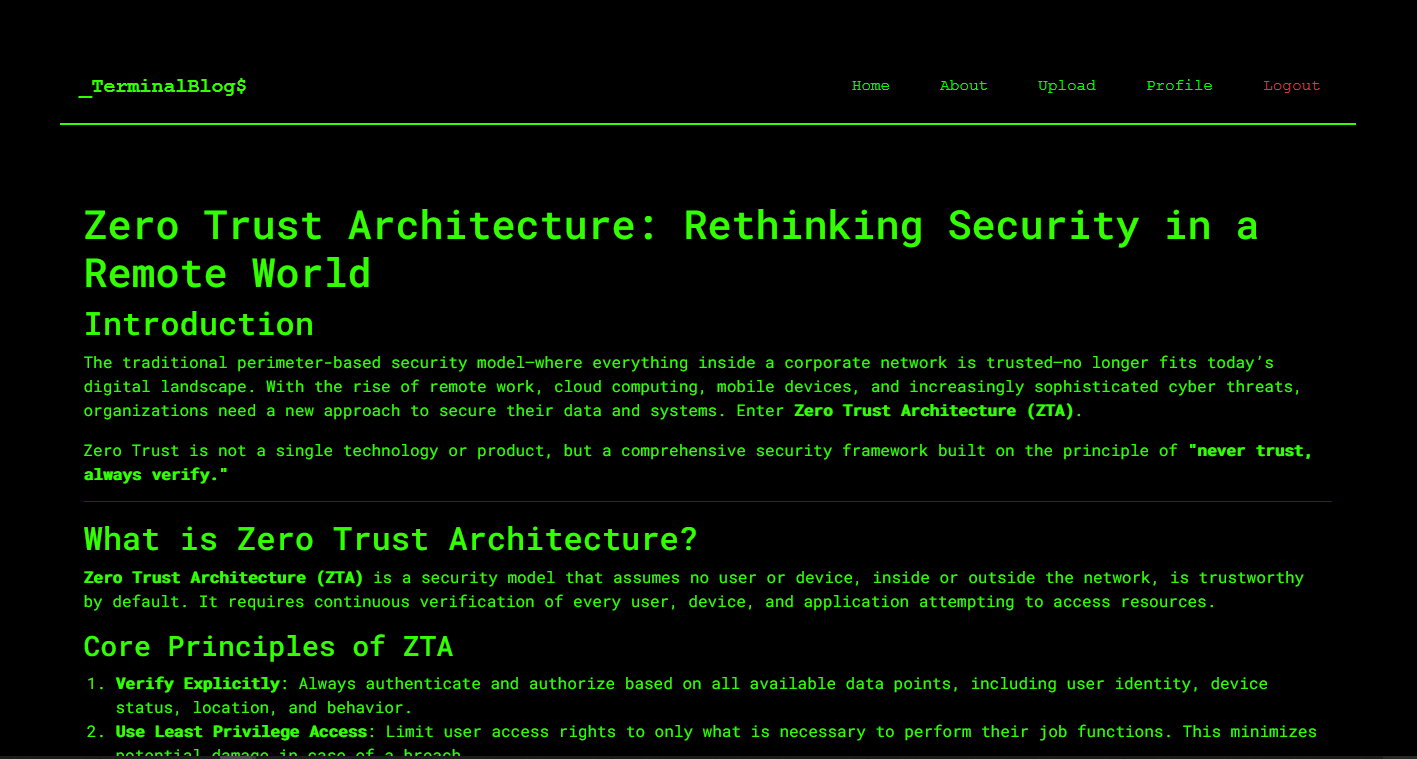 _TerminalBlog$
Home About Upload Profile Logout
Zero Trust Architecture: Rethinking Security in a
Remote World
Introduction
The traditional perimeter-based security model—where everything inside a corporate network is trusted—no longer fits today’s
digital landscape. With the rise of remote work, cloud computing, mobile devices, and increasingly sophisticated cyber threats,
organizations need a new approach to secure their data and systems. Enter Zero Trust Architecture (ZTA).
Zero Trust is not a single technology or product, but a comprehensive security framework built on the principle of "never trust,
always verify."
What is Zero Trust Architecture?
Zero Trust Architecture (ZTA) is a security model that assumes no user or device, inside or outside the network, is trustworthy
by default. It requires continuous verification of every user, device, and application attempting to access resources.
Core Principles of ZTA
1. Verify Explicitly: Always authenticate and authorize based on all available data points, including user identity, device
status, location, and behavior.
2. Use Least Privilege Access: Limit user access rights to only what is necessary to perform their job functions. This minimizes
potential damage in case of a breach.